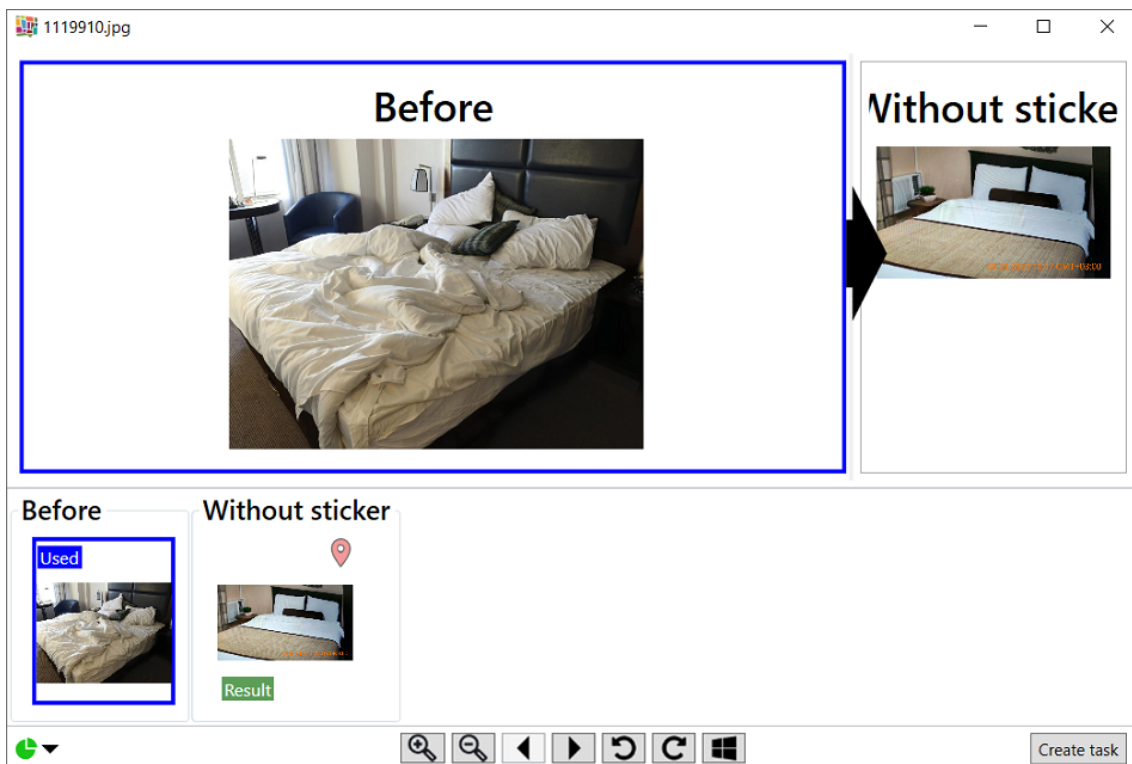 1119910.jpg
Before
Without sticke
Before
Without sticker
Used
Result
Create task